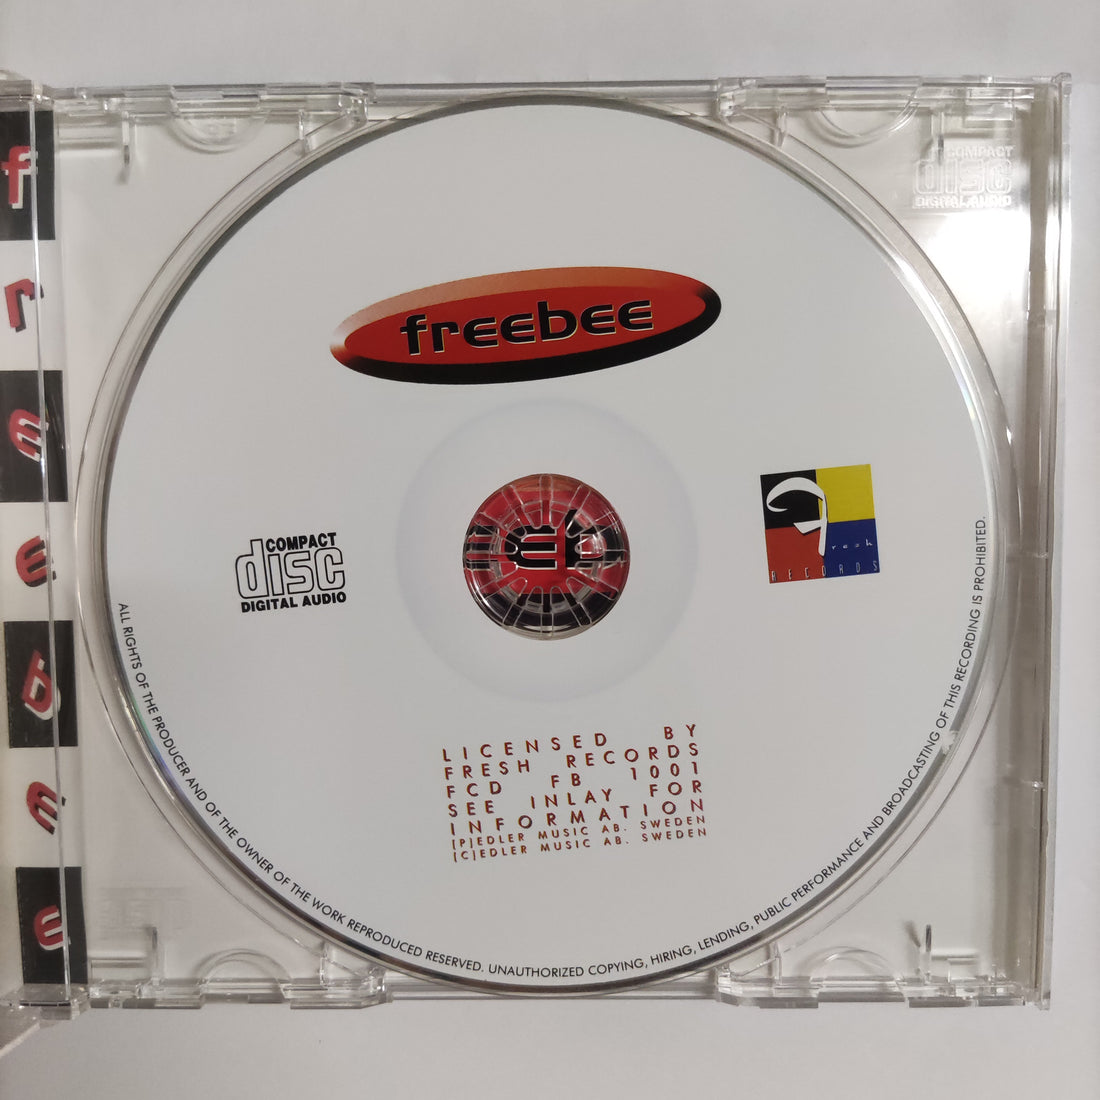 freebee
COMPACT
disc
DIGITAL AUDIO
COMPACT
disc
DIGITAL AUDIO
fresh
RECORDS
LICENSED BY
FRESH RECORDS
FCD FB 1001
SEE INLAY FOR
INFORMATION
[P]EDLER MUSIC AB. SWEDEN
[C]EDLER MUSIC AB. SWEDEN
ALL RIGHTS OF THE PRODUCER AND OF THE OWNER OF THE WORK REPRODUCED RESERVED. UNAUTHORIZED COPYING, HIRING, LENDING, PUBLIC PERFORMANCE AND BROADCASTING OF THIS RECORDING IS PROHIBITED.
freebee